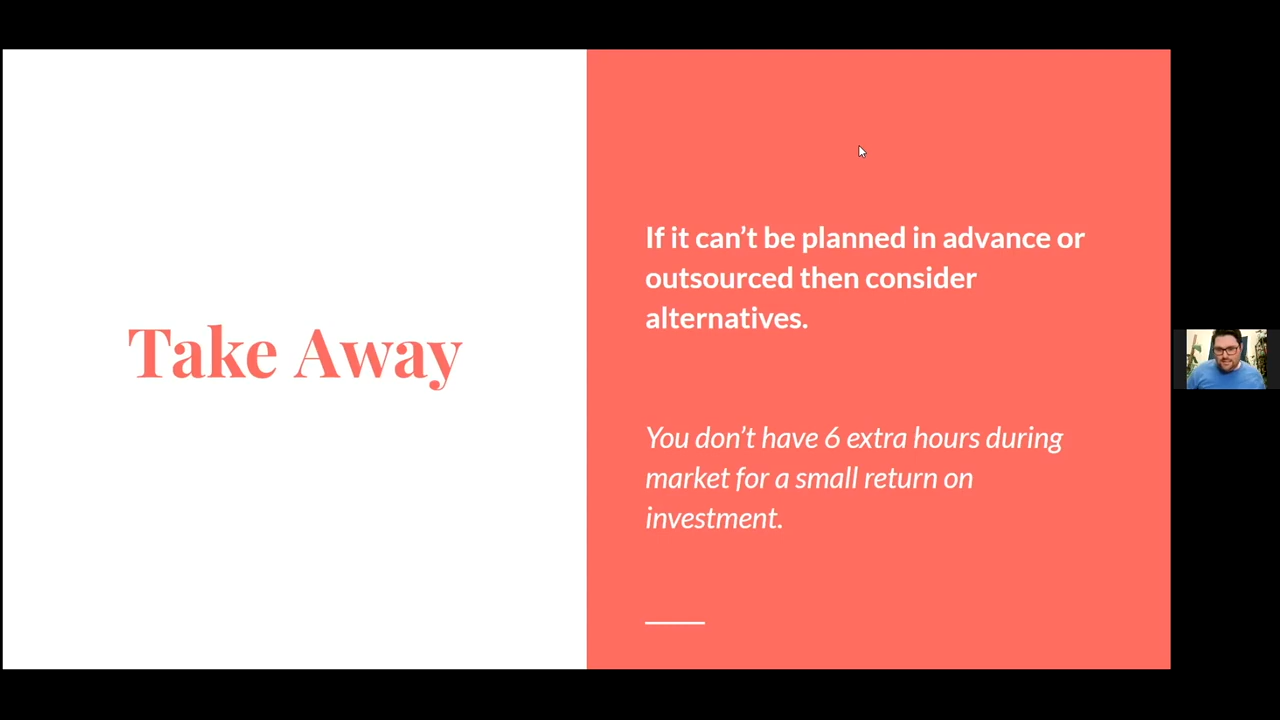 Take Away
If it can’t be planned in advance or
outsourced then consider
alternatives.
You don’t have 6 extra hours during
market for a small return on
investment.